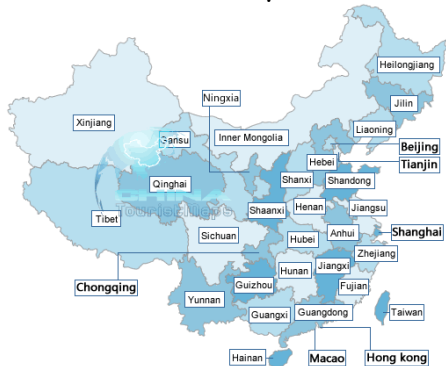 Heilongjiang
Jilin
Ningxia
Xinjiang
Liaoning
Gansu
Inner Mongolia
Beijing
Hebei
Tianjin
Qinghai
Shanxi
Shandong
Tibet
Shaanxi
Henan
Jiangsu
Sichuan
Hubei
Anhui
Shanghai
Zhejiang
Chongqing
Hunan
Jiangxi
Guizhou
Fujian
Yunnan
Guangxi
Guangdong
Taiwan
Hainan
Macao
Hong kong